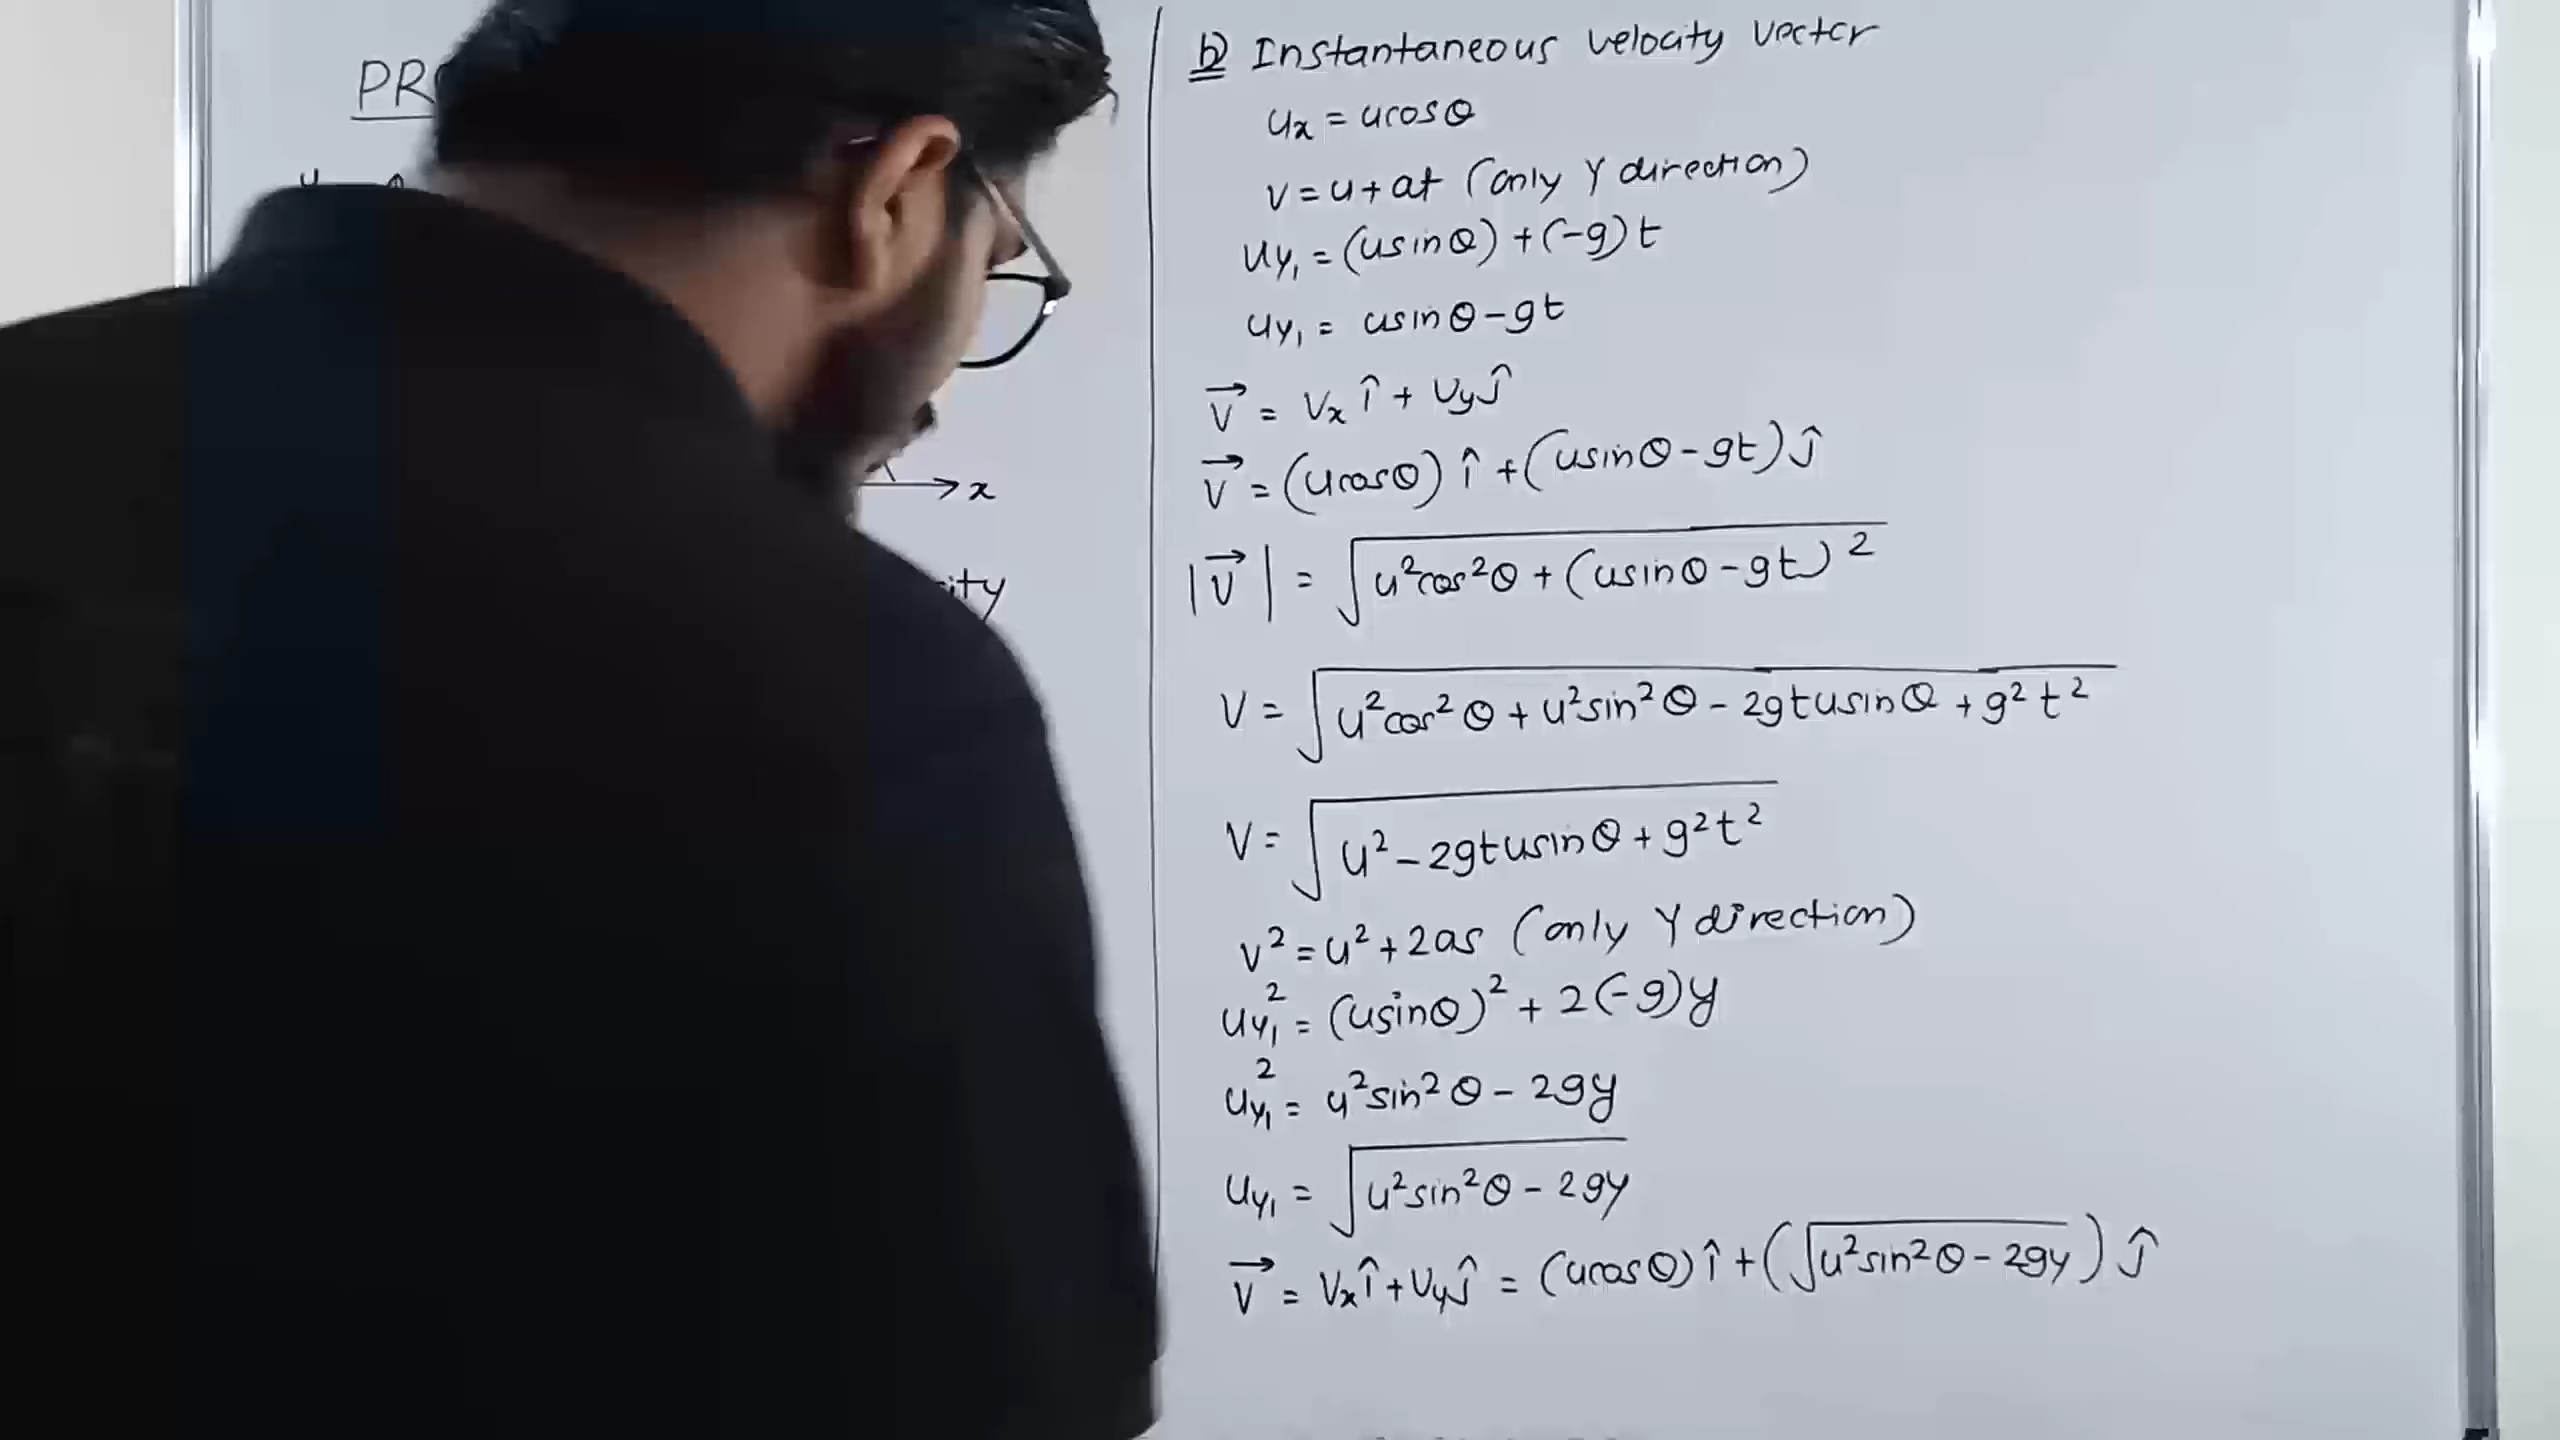 x
b) Instantaneous velocity vector
ux = ucosθ
v = u + at (only Y direction)
uy₁ = (usinθ) + (-g)t
uy₁ = usinθ - gt
v⃗ = vx î + vy ĵ
v⃗ = (ucosθ) î + (usinθ - gt) ĵ
|v⃗| = √(u²cos²θ + (usinθ - gt)²)
V = √(u²cos²θ + u²sin²θ - 2gtusinθ + g²t²)
V = √(u² - 2gtusinθ + g²t²)
v² = u² + 2as (only Y direction)
uy₁² = (usinθ)² + 2(-g)y
uy₁² = u²sin²θ - 2gy
uy₁ = √(u²sin²θ - 2gy)
v⃗ = vx î + vy ĵ = (ucosθ) î + (√(u²sin²θ - 2gy)) ĵ